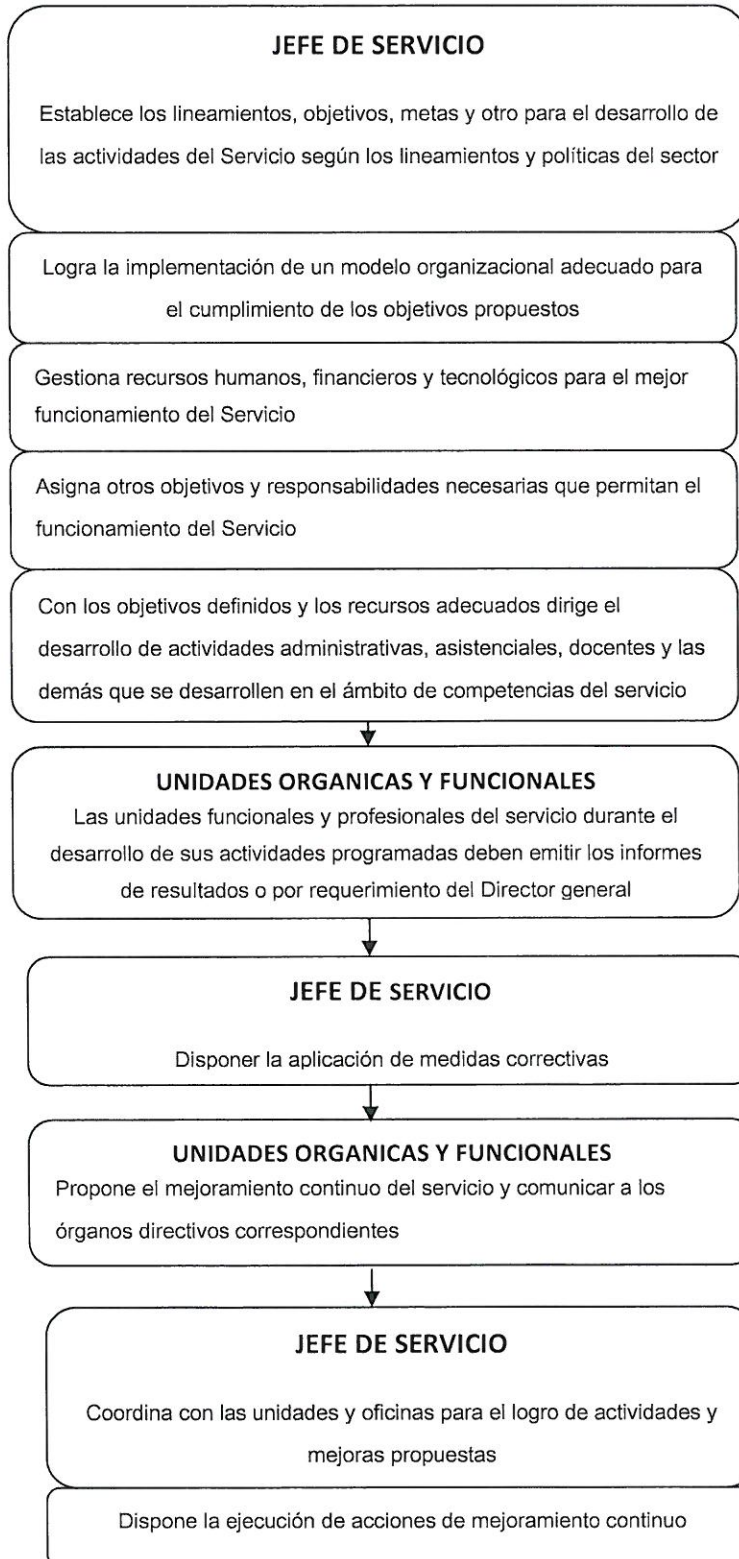 JEFE DE SERVICIO
Establece los lineamientos, objetivos, metas y otro para el desarrollo de
las actividades del Servicio según los lineamientos y políticas del sector
Logra la implementación de un modelo organizacional adecuado para
el cumplimiento de los objetivos propuestos
Gestiona recursos humanos, financieros y tecnológicos para el mejor
funcionamiento del Servicio
Asigna otros objetivos y responsabilidades necesarias que permitan el
funcionamiento del Servicio
Con los objetivos definidos y los recursos adecuados dirige el
desarrollo de actividades administrativas, asistenciales, docentes y las
demás que se desarrollen en el ámbito de competencias del servicio
UNIDADES ORGANICAS Y FUNCIONALES
Las unidades funcionales y profesionales del servicio durante el
desarrollo de sus actividades programadas deben emitir los informes
de resultados o por requerimiento del Director general
JEFE DE SERVICIO
Disponer la aplicación de medidas correctivas
UNIDADES ORGANICAS Y FUNCIONALES
Propone el mejoramiento continuo del servicio y comunicar a los
órganos directivos correspondientes
JEFE DE SERVICIO
Coordina con las unidades y oficinas para el logro de actividades y
mejoras propuestas
Dispone la ejecución de acciones de mejoramiento continuo